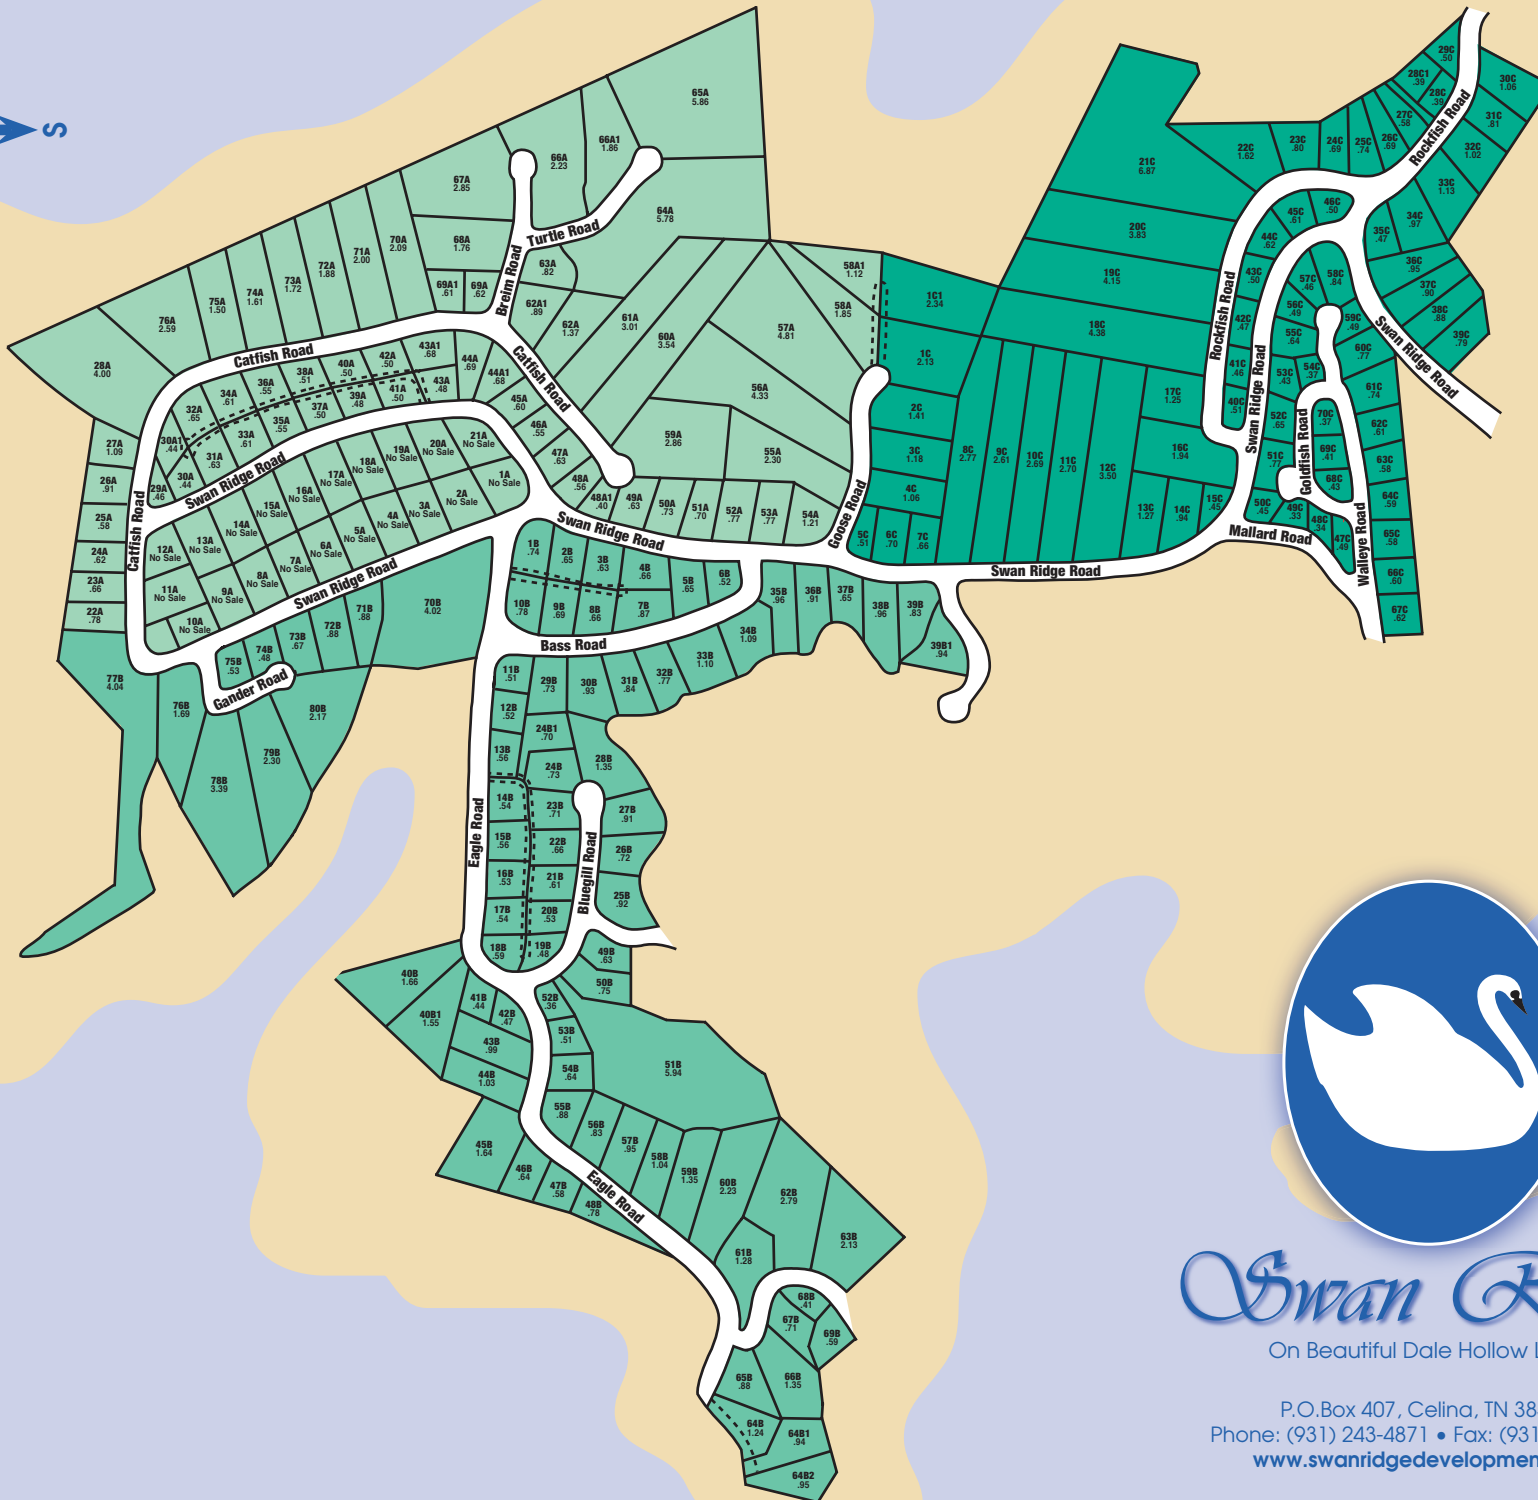 S
65A
5.86
66A1
1.86
66A
2.23
67A
2.85
64A
5.78
68A
1.76
63A
.82
69A1
.61
69A
.62
62A1
.89
62A
1.37
61A
3.01
60A
3.54
70A
2.09
71A
2.00
72A
1.88
73A
1.72
74A
1.61
75A
1.50
76A
2.59
28A
4.00
Turtle Road
Breim Road
Catfish Road
Catfish Road
58A1
1.12
58A
1.85
57A
4.81
56A
4.33
59A
2.86
55A
2.30
43A1
.68
42A
.50
40A
.50
38A
.51
36A
.55
34A
.61
32A
.65
30A1
.44
44A
.69
44A1
.68
43A
.48
41A
.50
39A
.48
37A
.50
35A
.55
33A
.61
31A
.63
30A
.44
29A
.46
45A
.60
46A
.55
47A
.63
48A
.56
48A1
.40
49A
.63
50A
.73
51A
.70
52A
.77
53A
.77
54A
1.21
27A
1.09
26A
.91
25A
.58
24A
.62
23A
.66
22A
.78
Catfish Road
Swan Ridge Road
21A
No Sale
20A
No Sale
19A
No Sale
18A
No Sale
17A
No Sale
16A
No Sale
15A
No Sale
14A
No Sale
13A
No Sale
12A
No Sale
11A
No Sale
10A
No Sale
9A
No Sale
8A
No Sale
7A
No Sale
6A
No Sale
5A
No Sale
4A
No Sale
3A
No Sale
2A
No Sale
1A
No Sale
Swan Ridge Road
Swan Ridge Road
Goose Road
1B
.74
2B
.65
3B
.63
4B
.66
5B
.65
6B
.52
7B
.87
8B
.66
9B
.69
10B
.78
Bass Road
70B
4.02
71B
.88
72B
.88
73B
.67
74B
.48
75B
.53
Gander Road
77B
4.04
76B
1.69
78B
3.39
79B
2.30
80B
2.17
35B
.96
36B
.91
37B
.65
38B
.96
39B
.83
39B1
.94
34B
1.09
33B
1.10
32B
.77
31B
.84
30B
.93
29B
.73
11B
.51
12B
.52
13B
.56
14B
.54
15B
.56
16B
.53
17B
.54
18B
.59
24B1
.70
24B
.73
23B
.71
22B
.66
21B
.61
20B
.53
19B
.48
28B
1.35
27B
.91
26B
.72
25B
.92
Eagle Road
Bluegill Road
40B
1.66
40B1
1.55
41B
.44
42B
.47
43B
.99
44B
1.03
45B
1.64
46B
.64
47B
.58
48B
.78
49B
.63
50B
.75
52B
.36
53B
.51
54B
.64
51B
5.94
55B
.88
56B
.83
57B
.95
58B
1.04
59B
1.35
60B
2.23
61B
1.28
62B
2.79
63B
2.13
Eagle Road
68B
.41
67B
.71
69B
.59
65B
.88
66B
1.35
64B
1.24
64B1
.94
64B2
.95
1C1
2.34
1C
2.13
2C
1.41
3C
1.18
4C
1.06
5C
.51
6C
.70
7C
.66
8C
2.77
9C
2.61
10C
2.69
11C
2.70
12C
3.50
13C
1.27
14C
.94
15C
.45
16C
1.94
17C
1.25
18C
4.38
19C
4.15
20C
3.83
21C
6.87
22C
1.62
23C
.80
24C
.69
25C
.74
26C
.69
27C
.58
28C
.39
28C1
.39
29C
.50
30C
1.06
31C
.81
32C
1.02
33C
1.13
34C
.97
35C
.47
36C
.95
37C
.90
38C
.88
39C
.79
Rockfish Road
Rockfish Road
Swan Ridge Road
Swan Ridge Road
Swan Ridge Road
Goldfish Road
Mallard Road
Walleye Road
40C
.51
41C
.46
42C
.47
43C
.50
44C
.62
45C
.61
46C
.50
47C
.49
48C
.34
49C
.33
50C
.45
51C
.77
52C
.65
53C
.43
54C
.37
55C
.64
56C
.49
57C
.46
58C
.84
59C
.49
60C
.77
61C
.74
62C
.61
63C
.58
64C
.59
65C
.58
66C
.60
67C
.62
68C
.43
69C
.41
70C
.37
Swan
On Beautiful Dale Hollow
P.O.Box 407, Celina, TN 38
Phone: (931) 243-4871 • Fax: (931
www.swanridgedevelopmen